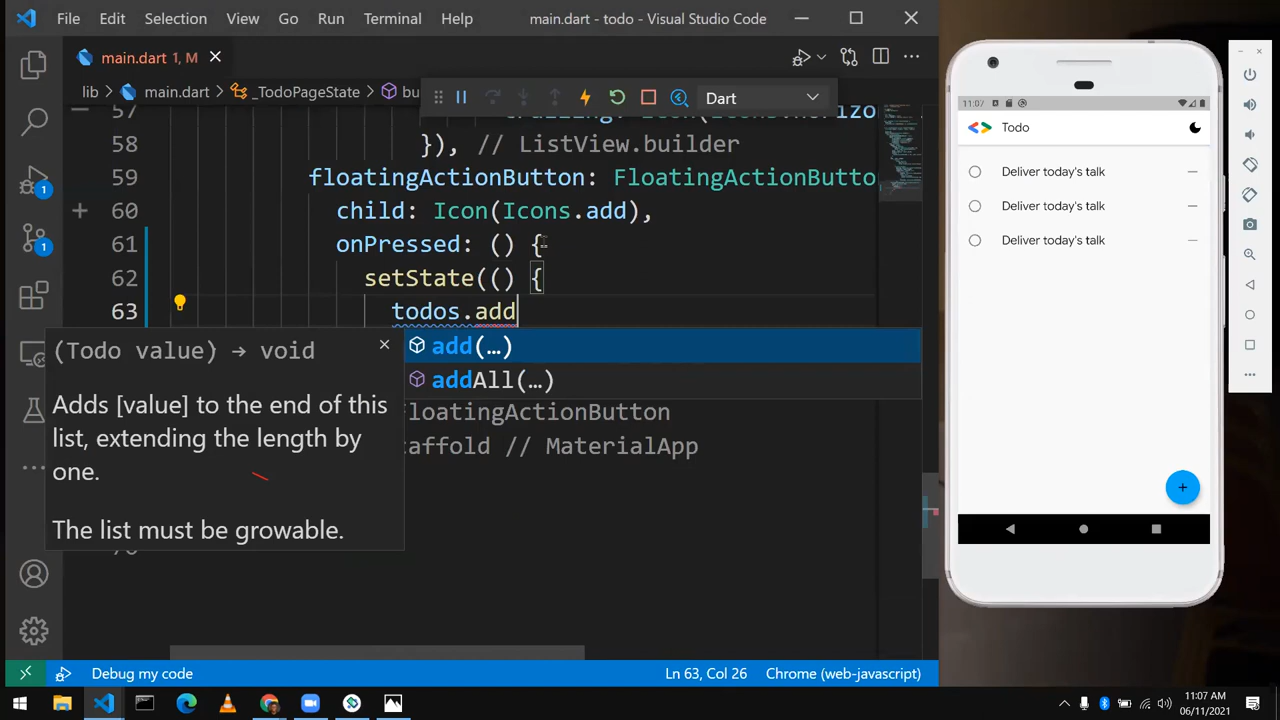 File Edit Selection View Go Run Terminal Help main.dart - todo - Visual Studio Code
main.dart 1, M
lib main.dart _TodoPageState bu
Dart
57
58 }), // ListView.builder
59 floatingActionButton: FloatingActionButto
60 child: Icon(Icons.add),
61 onPressed: () {
62 setState(() {
63 todos.add
(Todo value) → void
Adds [value] to the end of this
list, extending the length by
one.
The list must be growable.
add(…)
addAll(…)
loatingActionButton
affold // MaterialApp
1
1
Debug my code Ln 63, Col 26 Chrome (web-javascript)
11:07
Todo
Deliver today's talk
Deliver today's talk
Deliver today's talk
11:07 AM
06/11/2021